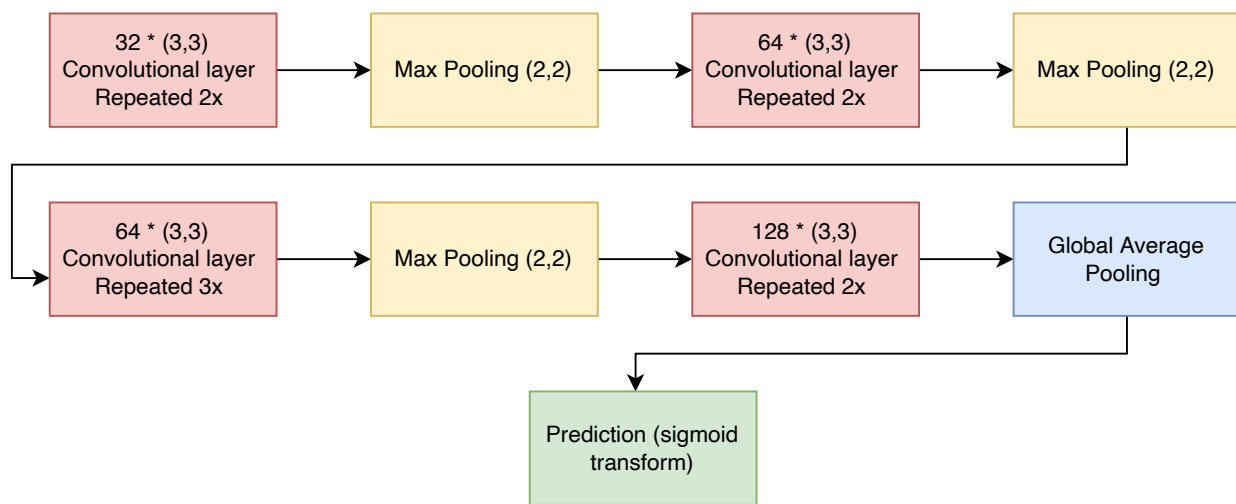 32 * (3,3)
Convolutional layer
Repeated 2x
Max Pooling (2,2)
64 * (3,3)
Convolutional layer
Repeated 2x
Max Pooling (2,2)
64 * (3,3)
Convolutional layer
Repeated 3x
Max Pooling (2,2)
128 * (3,3)
Convolutional layer
Repeated 2x
Global Average
Pooling
Prediction (sigmoid
transform)